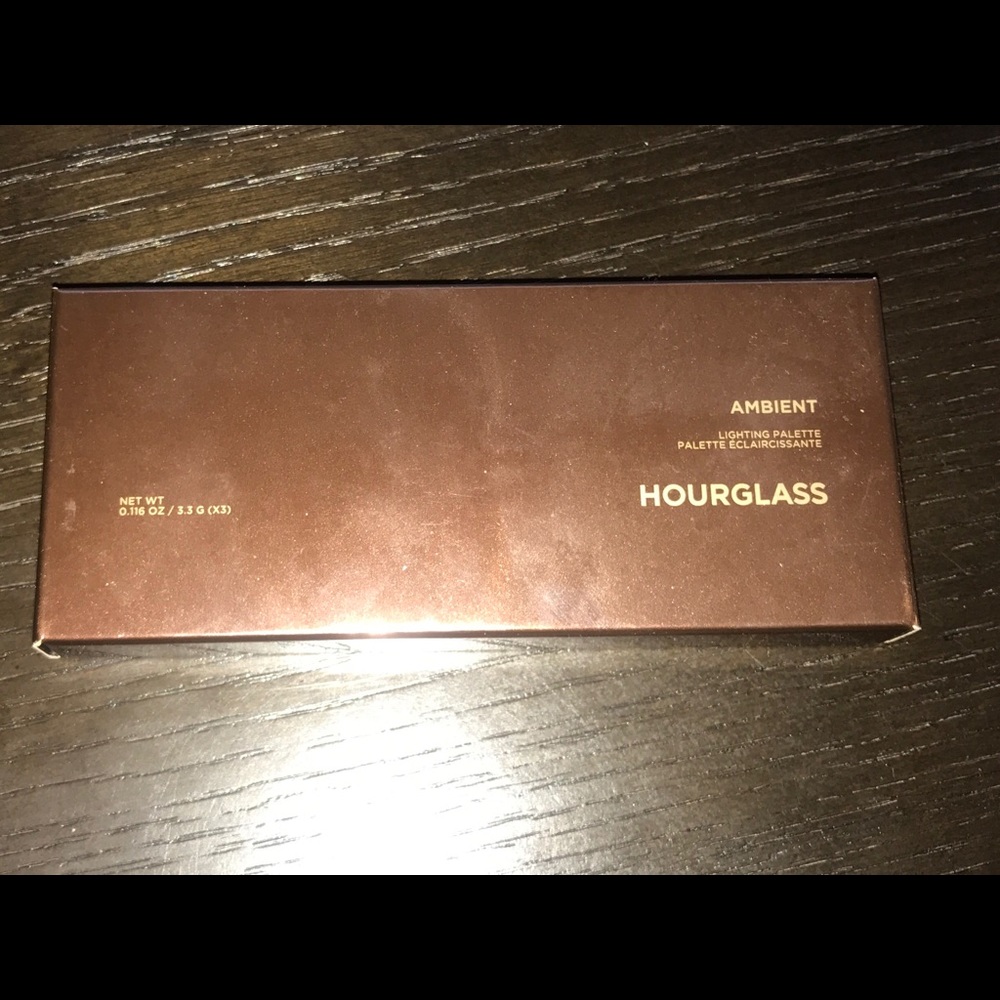 AMBIENT
LIGHTING PALETTE
PALETTE ÉCLAIRCISSANTE
HOURGLASS
NET WT
0.116 OZ / 3.3 G (X3)